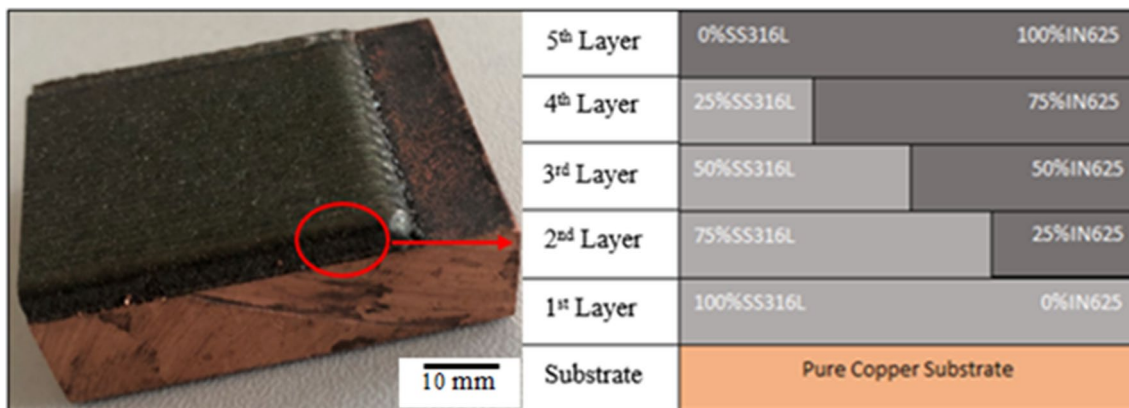 5th Layer 0%SS316L 100%IN625
4th Layer 25%SS316L 75%IN625
3rd Layer 50%SS316L 50%IN625
2nd Layer 75%SS316L 25%IN625
1st Layer 100%SS316L 0%IN625
10 mm Substrate Pure Copper Substrate